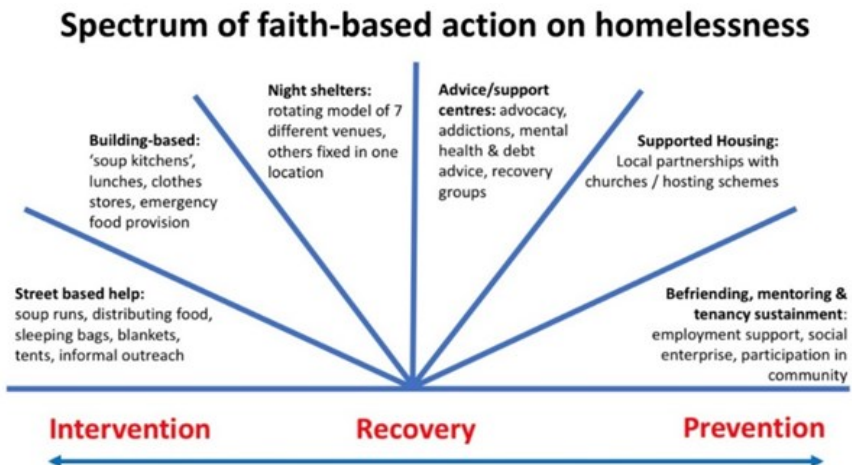 Spectrum of faith-based action on homelessness
Street based help:
soup runs, distributing food,
sleeping bags, blankets,
tents, informal outreach
Building-based:
‘soup kitchens’,
lunches, clothes
stores, emergency
food provision
Night shelters:
rotating model of 7
different venues,
others fixed in one
location
Advice/support
centres: advocacy,
addictions, mental
health & debt
advice, recovery
groups
Supported Housing:
Local partnerships with
churches / hosting schemes
Befriending, mentoring &
tenancy sustainment:
employment support, social
enterprise, participation in
community
Intervention
Recovery
Prevention